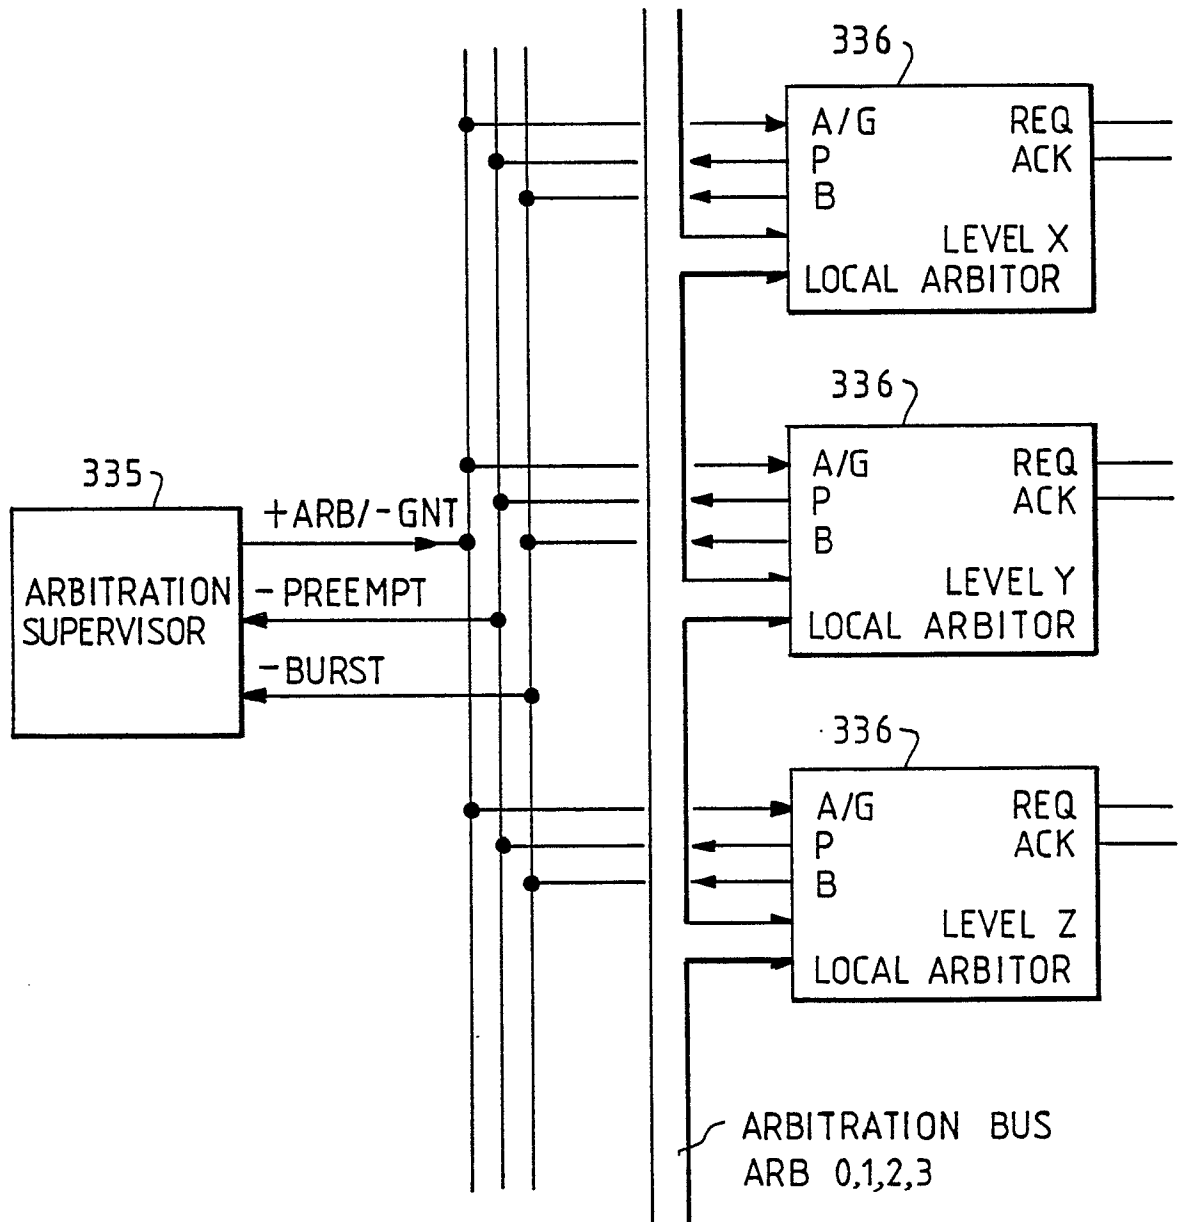 336
A/G REQ
P ACK
B
LEVEL X
LOCAL ARBITOR
336
A/G REQ
P ACK
B
LEVEL Y
LOCAL ARBITOR
335
+ARB/-GNT
-PREEMPT
-BURST
ARBITRATION
SUPERVISOR
336
A/G REQ
P ACK
B
LEVEL Z
LOCAL ARBITOR
ARBITRATION BUS
ARB 0,1,2,3